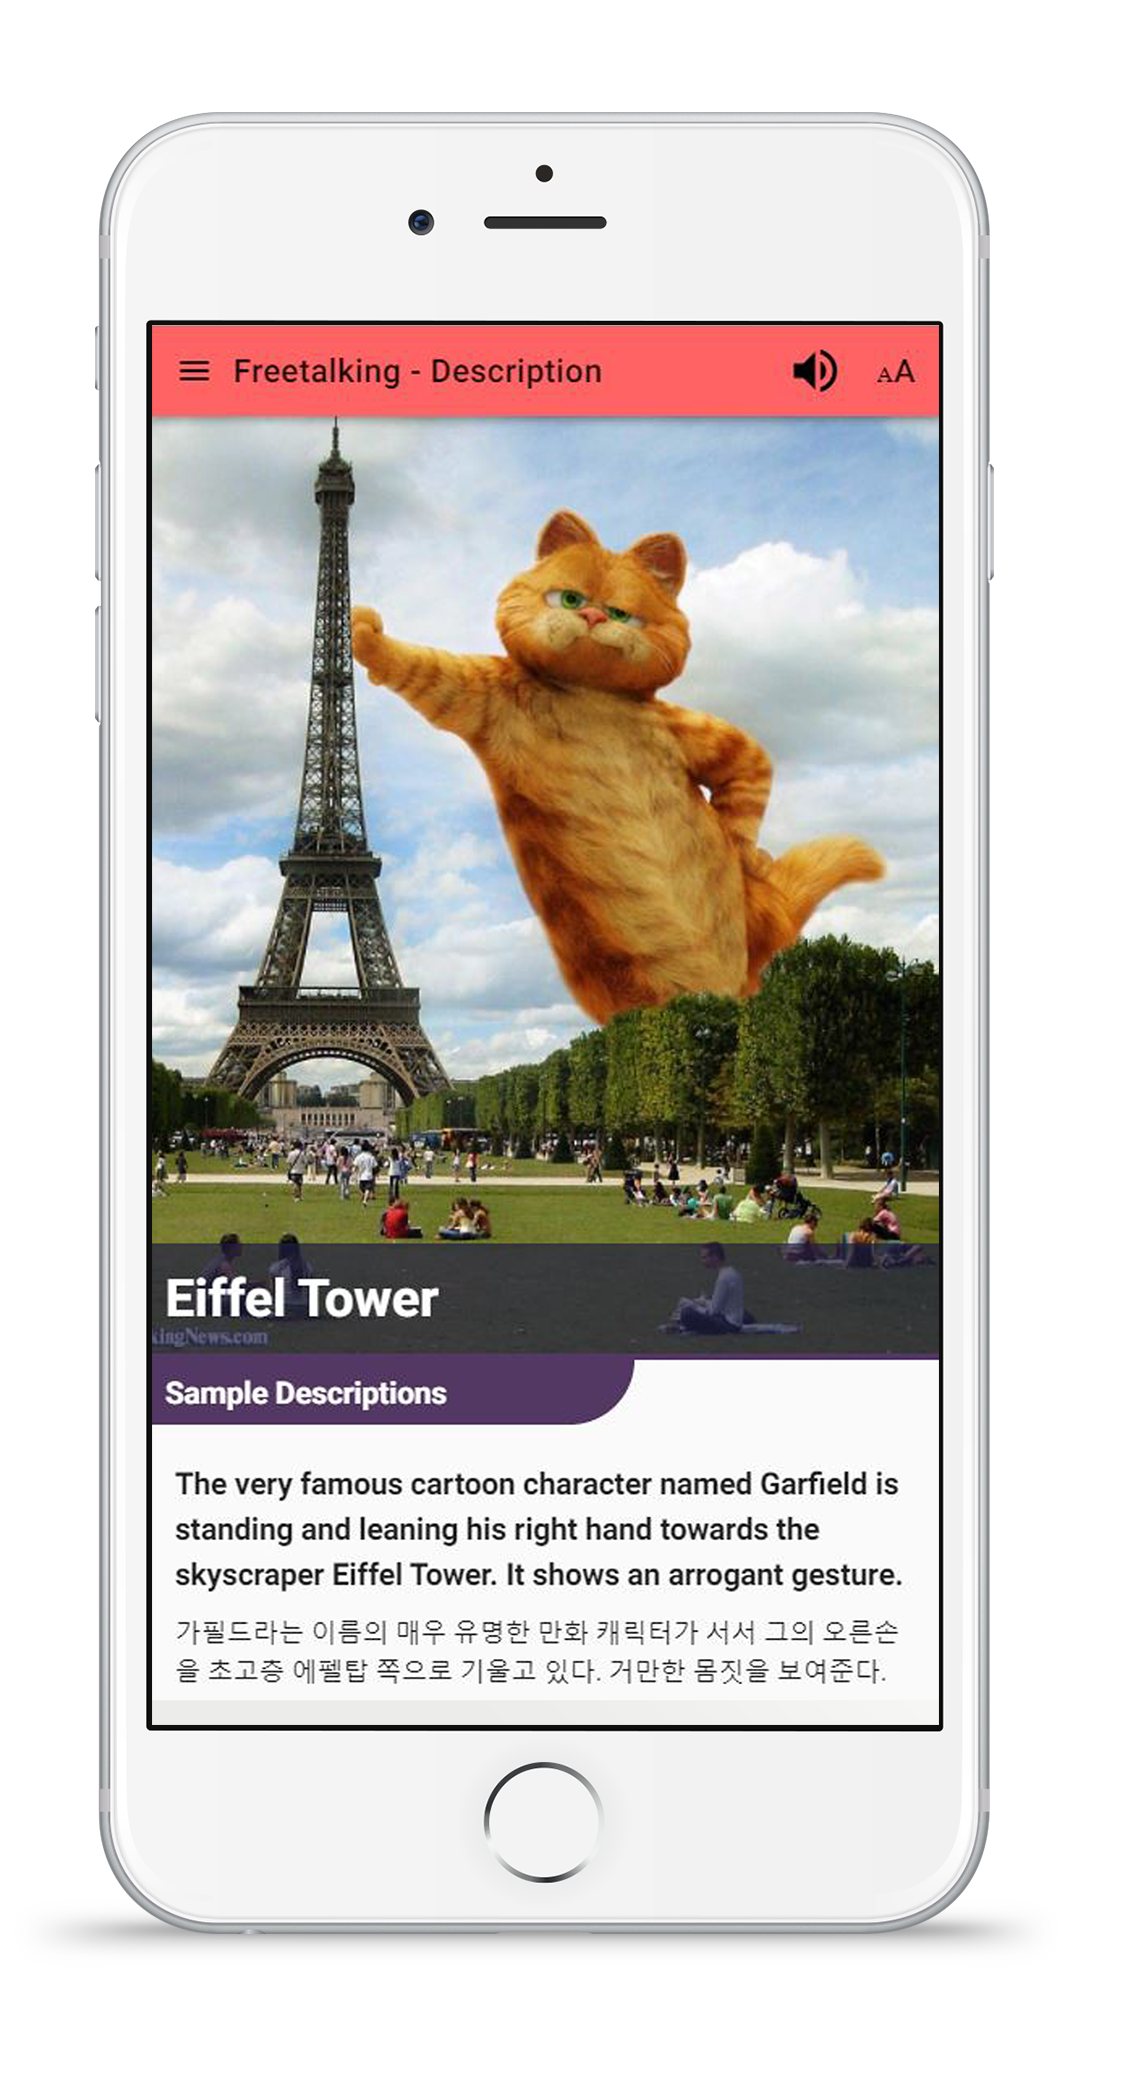 Freetalking - Description
AA
Eiffel Tower
kingNews.com
Sample Descriptions
The very famous cartoon character named Garfield is
standing and leaning his right hand towards the
skyscraper Eiffel Tower. It shows an arrogant gesture.
가필드라는 이름의 매우 유명한 만화 캐릭터가 서서 그의 오른손
을 초고층 에펠탑 쪽으로 기울고 있다. 거만한 몸짓을 보여준다.